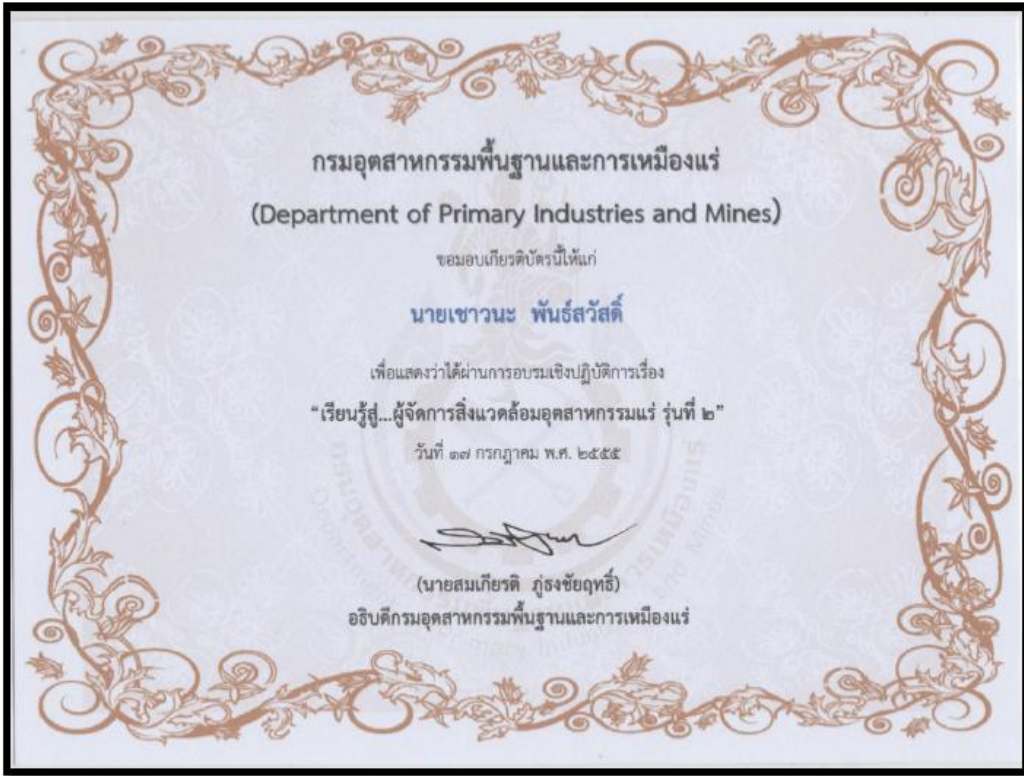 กรมอุตสาหกรรมพื้นฐานและการเหมืองแร่
(Department of Primary Industries and Mines)
ขอมอบเกียรติบัตรนี้ให้แก่
นายเชาวนะ พันธ์สวัสดิ์
เพื่อแสดงว่าได้ผ่านการอบรมเชิงปฏิบัติการเรื่อง
“เรียนรู้สู่...ผู้จัดการสิ่งแวดล้อมอุตสาหกรรมแร่ รุ่นที่ ๒”
วันที่ ๑๗ กรกฎาคม พ.ศ. ๒๕๕๕
(นายสมเกียรติ ภู่ธงชัยฤทธิ์)
อธิบดีกรมอุตสาหกรรมพื้นฐานและการเหมืองแร่